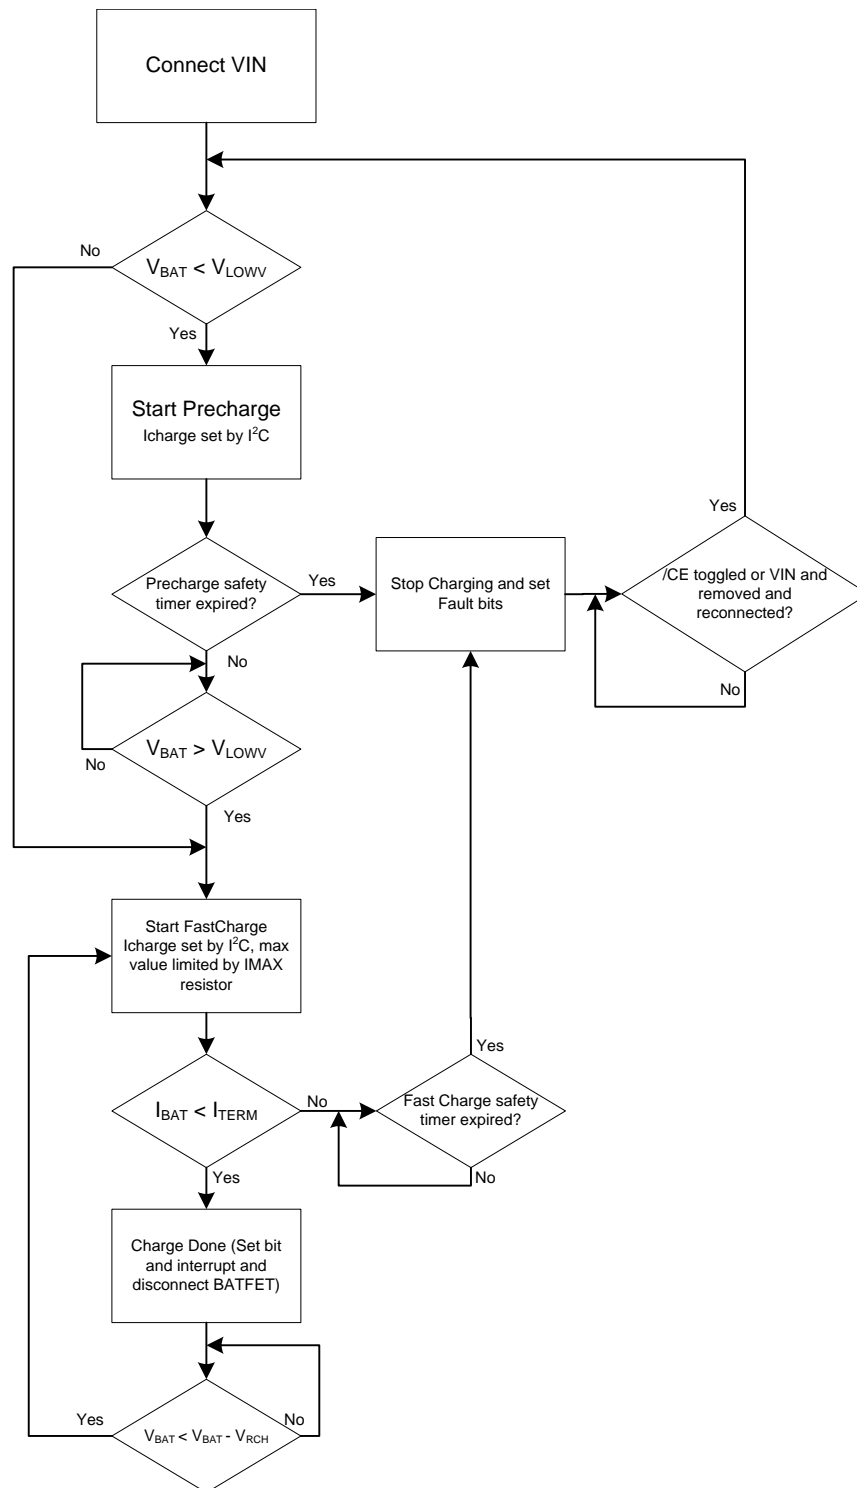 Connect VIN
No
VBAT < VLOWV
Yes
Start Precharge
Icharge set by I²C
Yes
Precharge safety
timer expired?
Yes
Stop Charging and set
Fault bits
/CE toggled or VIN and
removed and
reconnected?
No
No
VBAT > VLOWV
No
Yes
Start FastCharge
Icharge set by I²C, max
value limited by IMAX
resistor
Yes
IBAT < ITERM
No
Fast Charge safety
timer expired?
Yes
No
Charge Done (Set bit
and interrupt and
disconnect BATFET)
Yes
No
VBAT < VBAT - VRCH